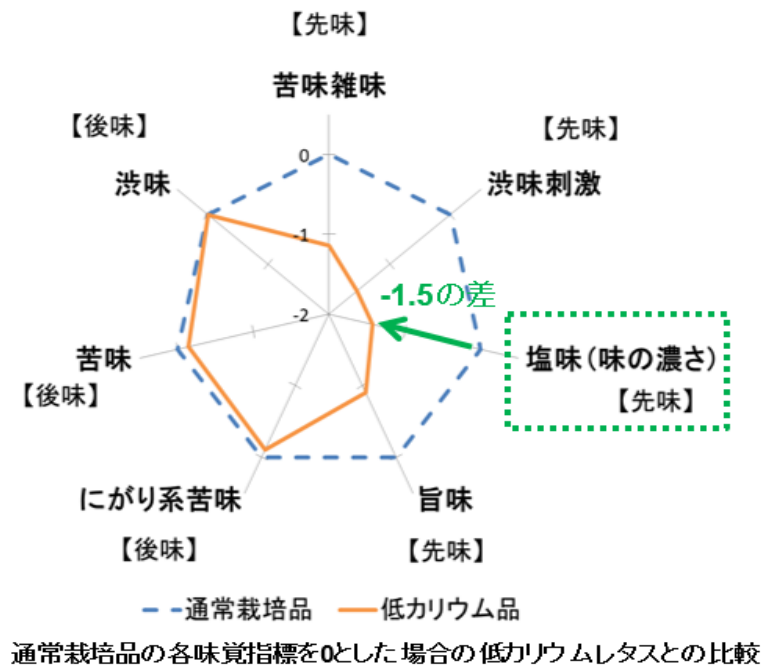 【先味】
苦味雑味
【後味】
【先味】
渋味
渋味刺激
0
-1
-1.5の差
-2
苦味
塩味(味の濃さ)
【後味】
【先味】
にがり系苦味
旨味
【後味】
【先味】
通常栽培品 低カリウム品
通常栽培品の各味覚指標を0とした場合の低カリウムレタスとの比較